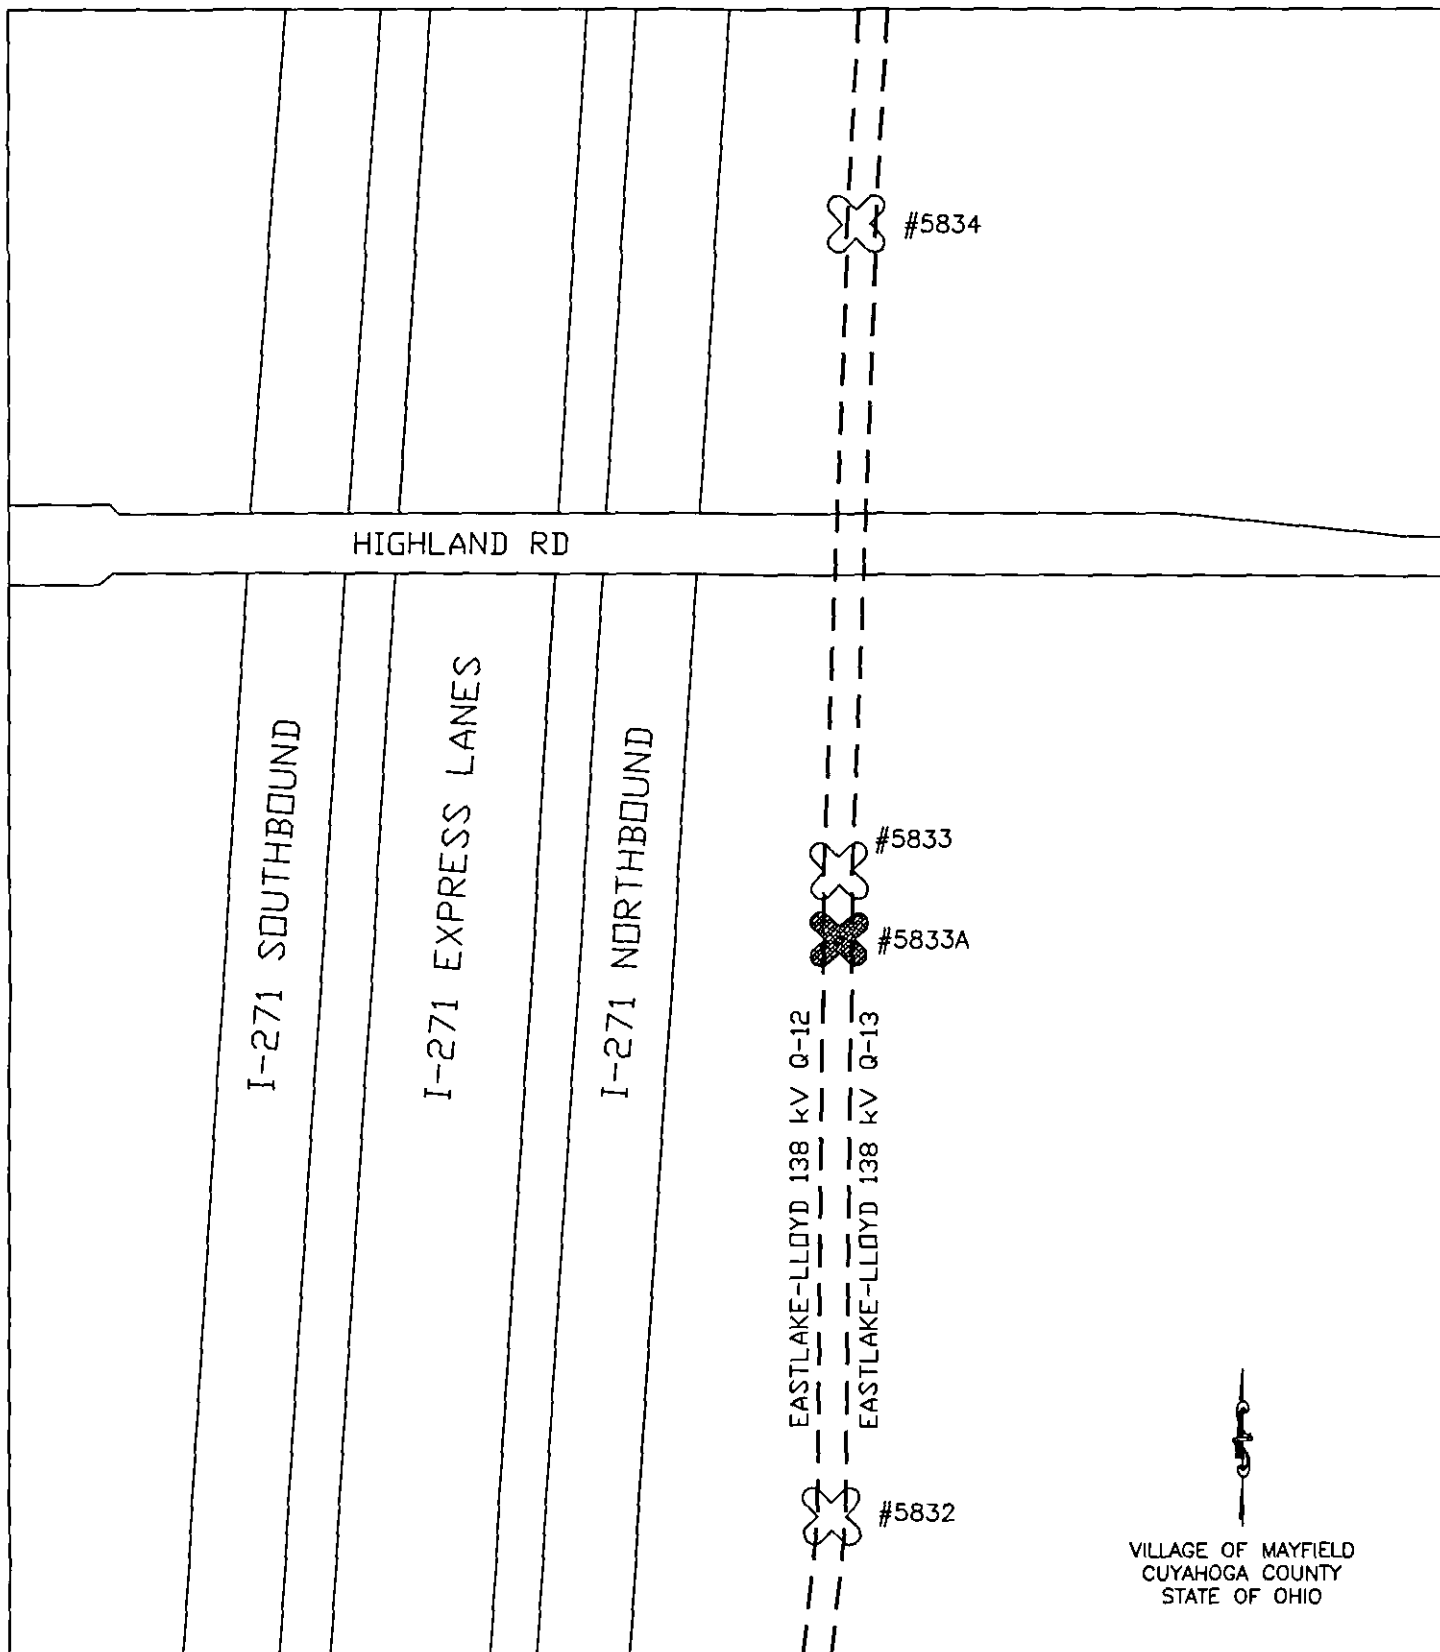 #5834
HIGHLAND RD
I-271 SOUTHBOUND
I-271 EXPRESS LANES
I-271 NORTHBOUND
#5833
#5833A
EASTLAKE-LLOYD 138 kV Q-12
EASTLAKE-LLOYD 138 kV Q-13
#5832
VILLAGE OF MAYFIELD
CUYAHOGA COUNTY
STATE OF OHIO